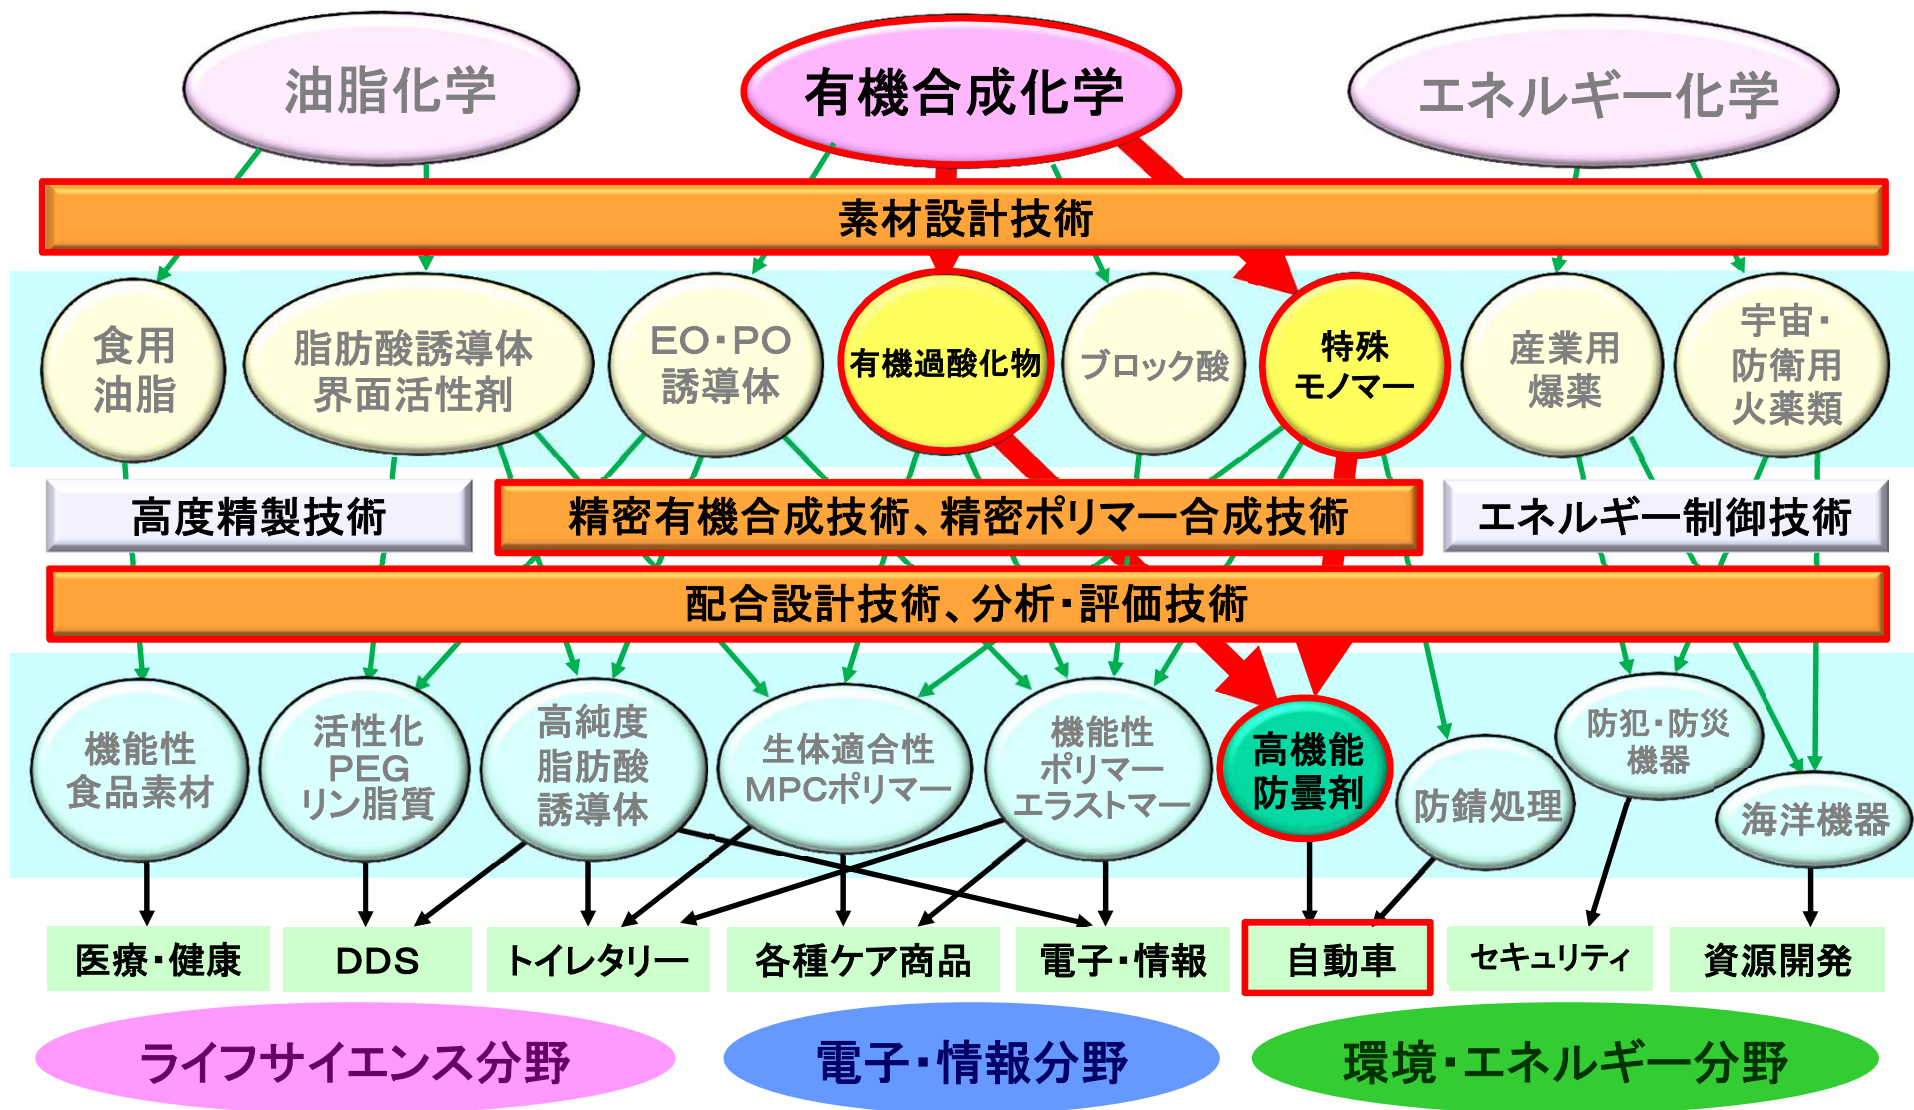 油脂化学
有機合成化学
エネルギー化学
素材設計技術
食用
油脂
脂肪酸誘導体
界面活性剤
EO・PO
誘導体
有機過酸化物
ブロック酸
特殊
モノマー
産業用
爆薬
宇宙・
防衛用
火薬類
高度精製技術
精密有機合成技術、精密ポリマー合成技術
エネルギー制御技術
配合設計技術、分析・評価技術
機能性
食品素材
活性化
PEG
リン脂質
高純度
脂肪酸
誘導体
生体適合性
MPCポリマー
機能性
ポリマー
エラストマー
高機能
防曇剤
防錆処理
防犯・防災
機器
海洋機器
医療・健康
DDS
トイレタリー
各種ケア商品
電子・情報
自動車
セキュリティ
資源開発
ライフサイエンス分野
電子・情報分野
環境・エネルギー分野